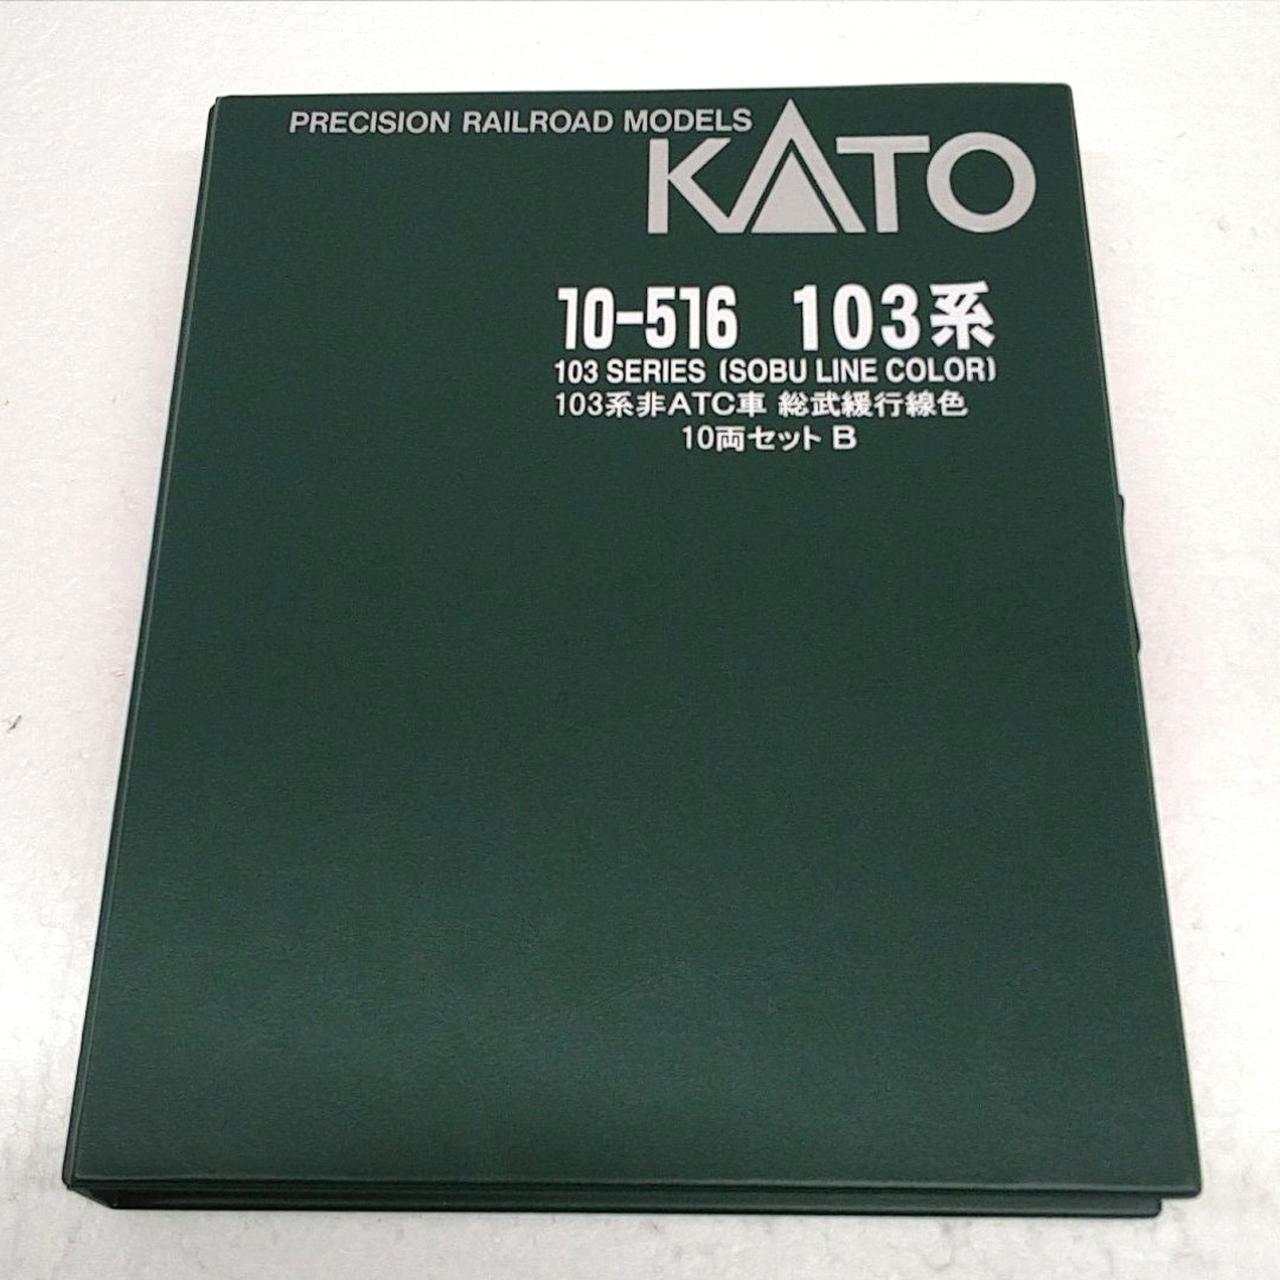 PRECISION RAILROAD MODELS
KATO
10-516 103系
103 SERIES (SOBU LINE COLOR)
103系非ATC車 総武緩行線色
10両セット B